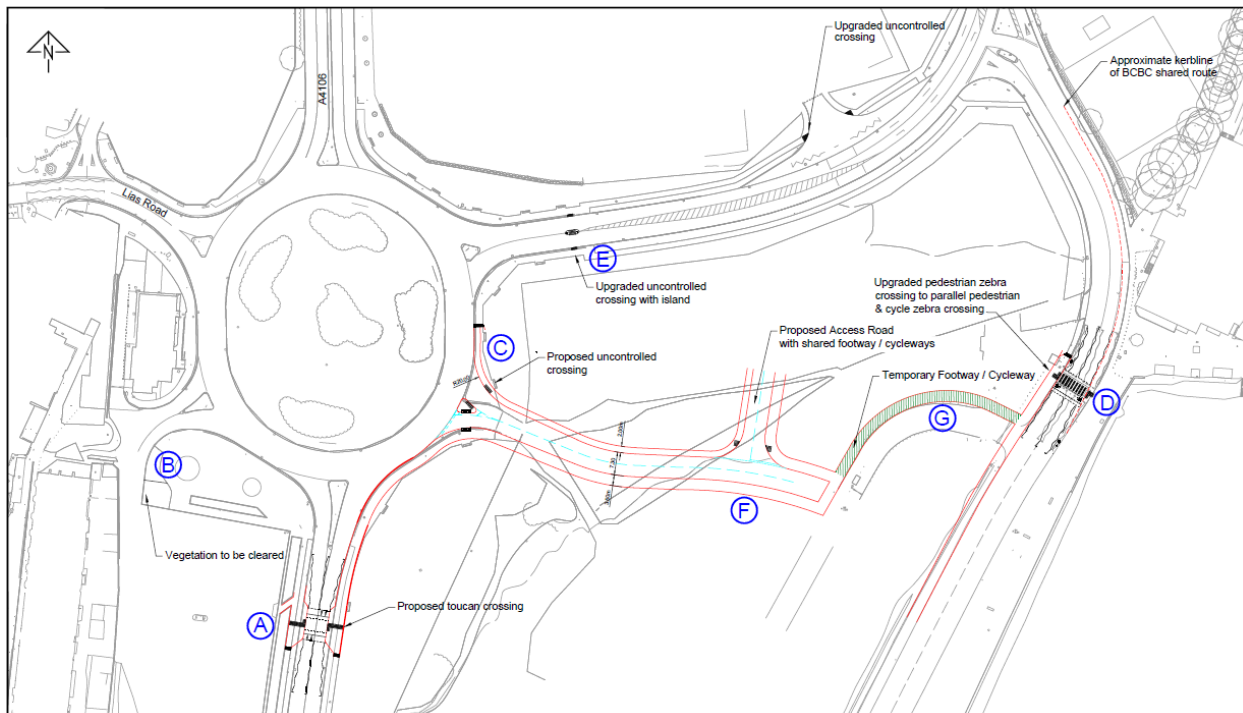 Upgraded uncontrolled
crossing
N
A4106
Approximate kerbline
of BCBC shared route
Lias Road
E
Upgraded uncontrolled
crossing with island
Upgraded pedestrian zebra
crossing to parallel pedestrian
& cycle zebra crossing
C
Proposed Access Road
with shared footway / cycleways
Proposed uncontrolled
crossing
Temporary Footway / Cycleway
D
G
B
7.30
F
Vegetation to be cleared
Proposed toucan crossing
A